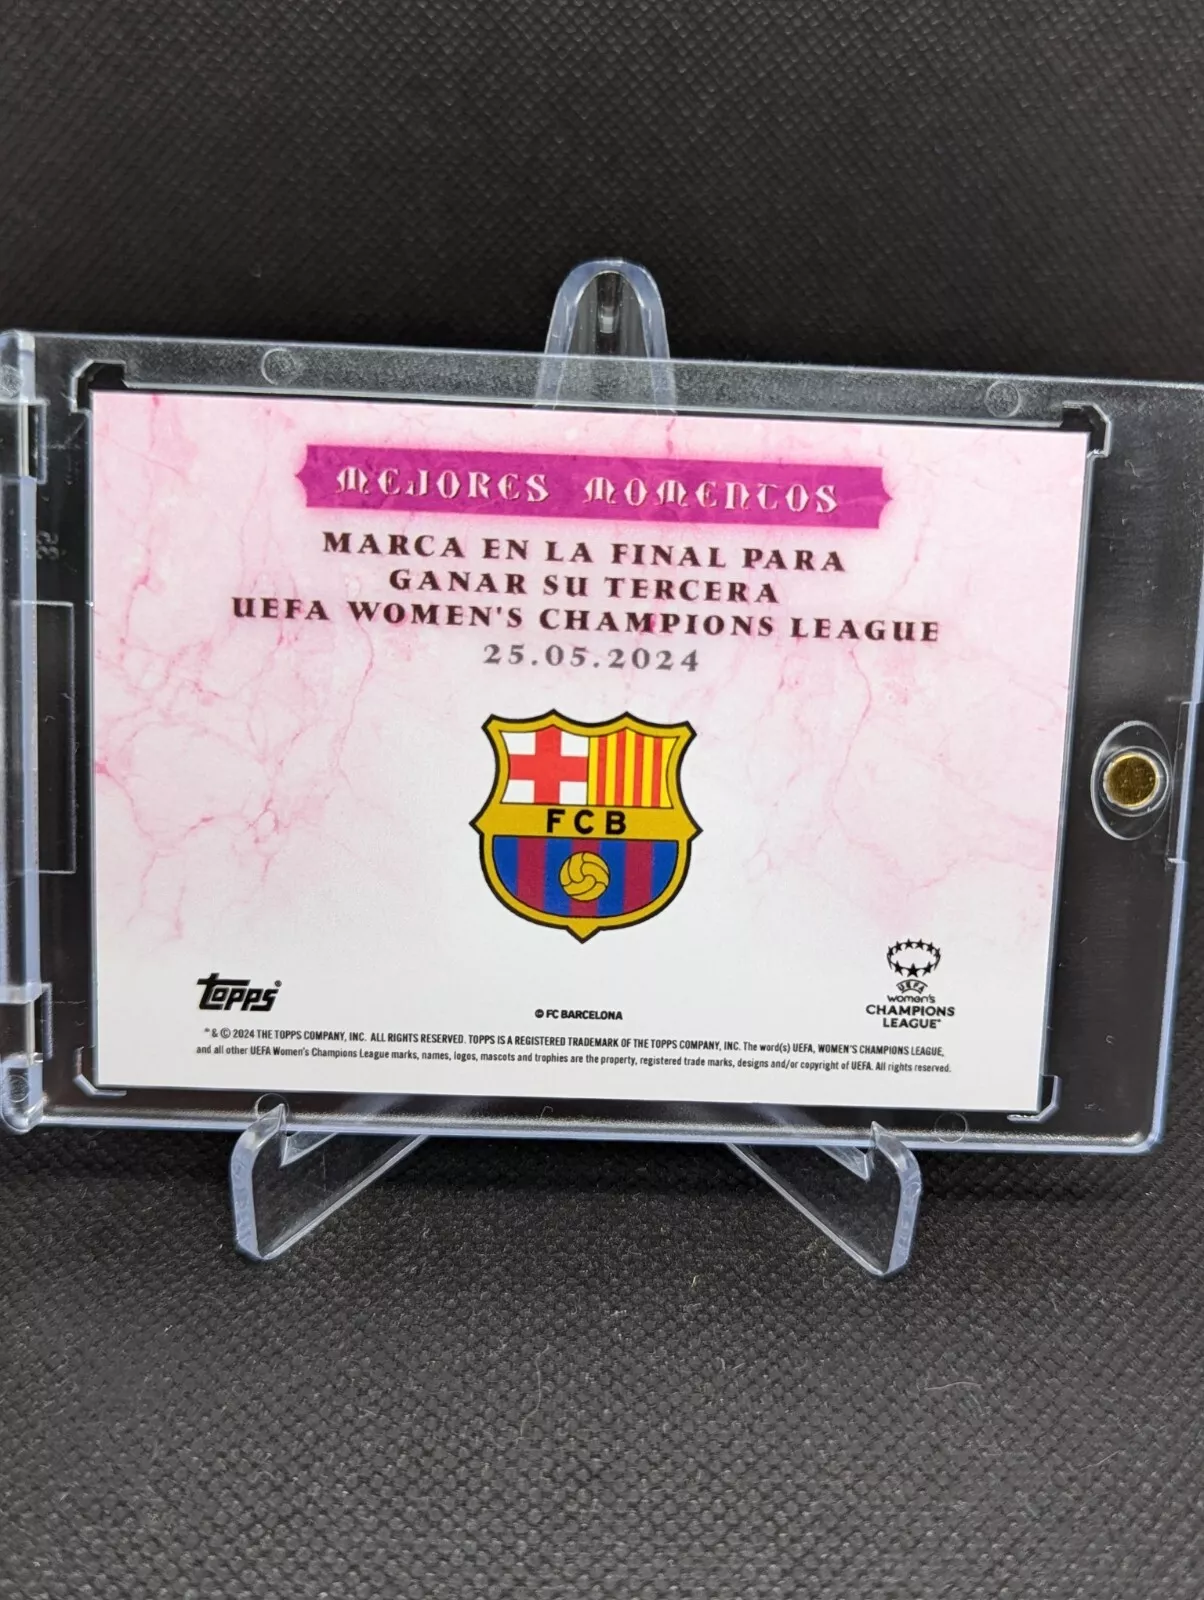 MEJORES MOMENTOS
MARCA EN LA FINAL PARA
GANAR SU TERCERA
UEFA WOMEN'S CHAMPIONS LEAGUE
25.05.2024
FCB
topps®
© FC BARCELONA
UEFA
women's
CHAMPIONS
LEAGUE™
™ & © 2024 THE TOPPS COMPANY, INC. ALL RIGHTS RESERVED. TOPPS IS A REGISTERED TRADEMARK OF THE TOPPS COMPANY, INC. The word(s) UEFA, WOMEN'S CHAMPIONS LEAGUE,
and all other UEFA Women's Champions League marks, names, logos, mascots and trophies are the property, registered trade marks, designs and/or copyright of UEFA. All rights reserved.